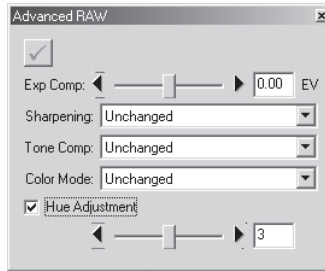 Advanced RAW
Exp Comp: 0.00 EV
Sharpening: Unchanged
Tone Comp: Unchanged
Color Mode: Unchanged
Hue Adjustment
3